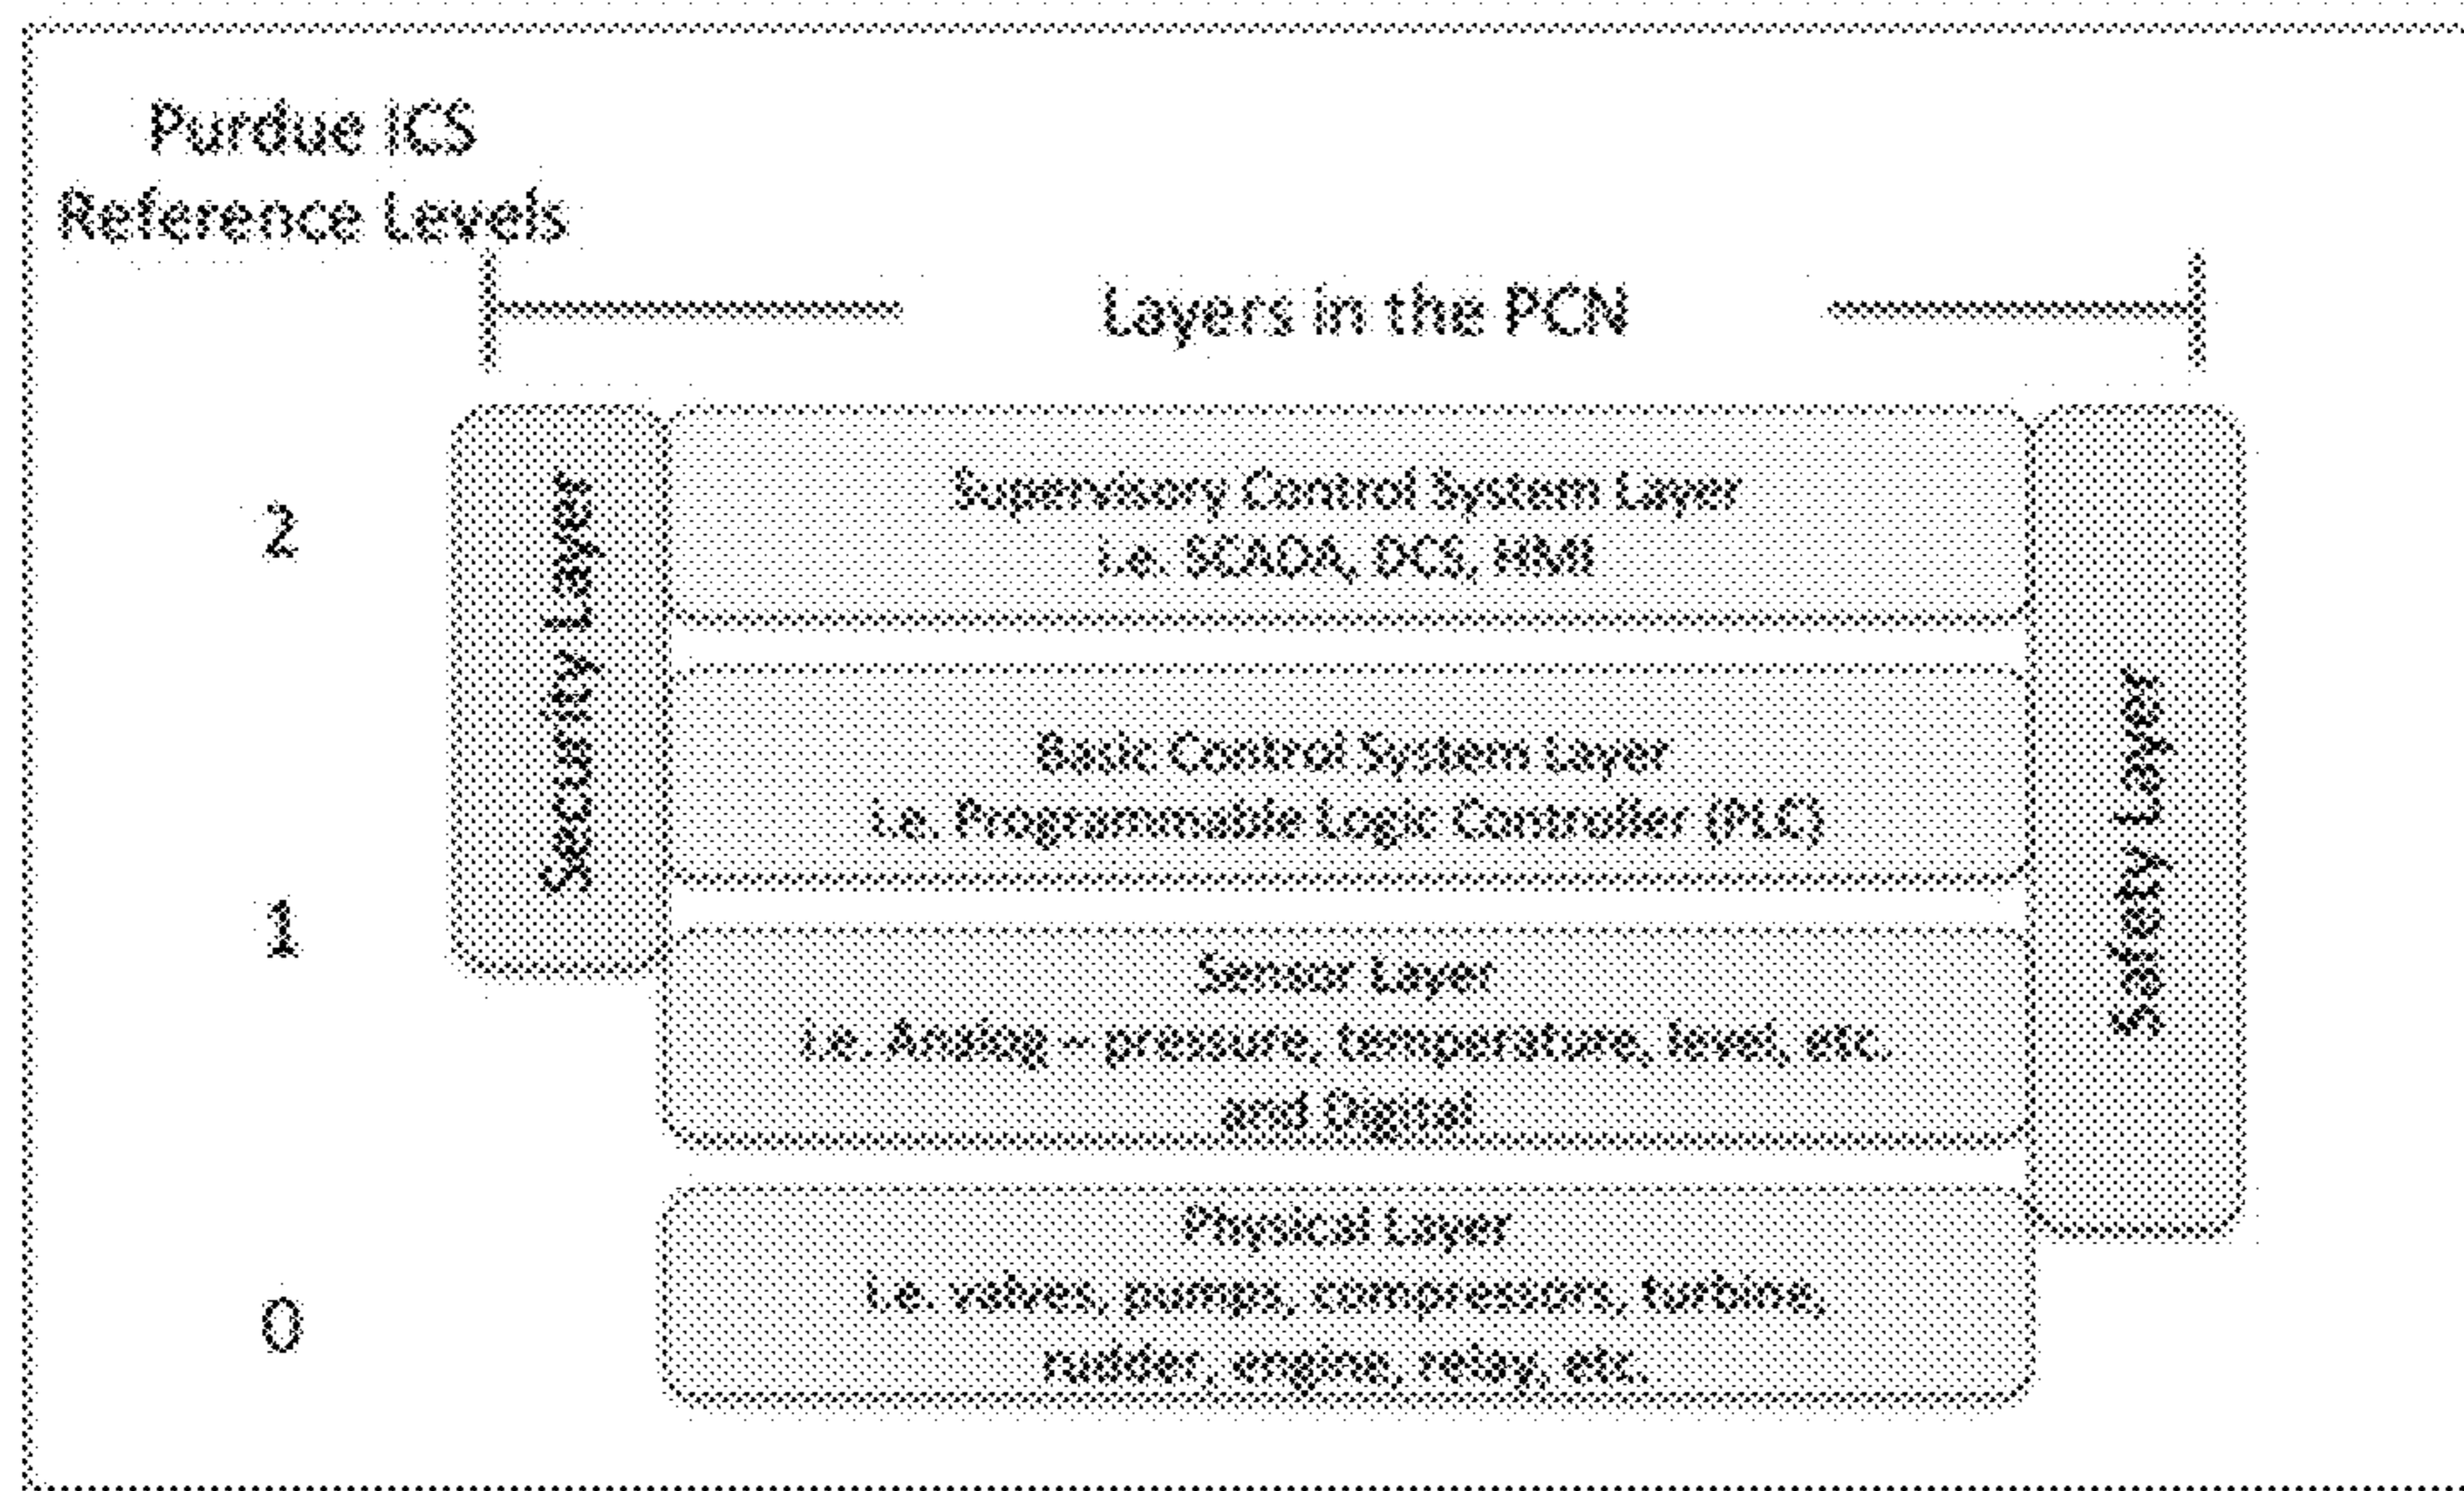 Purdue ICS
Reference Levels
Layers in the PCN
2
Security Layer
Supervisory Control System Layer
i.e. SCADA, DCS, HMI
Safety Layer
Basic Control System Layer
i.e. Programmable Logic Controller (PLC)
1
Sensor Layer
i.e. Analog – pressure, temperature, level, etc.
and Digital
Physical Layer
i.e. valves, pumps, compressors, turbine,
0
rudder, engine, relay, etc.